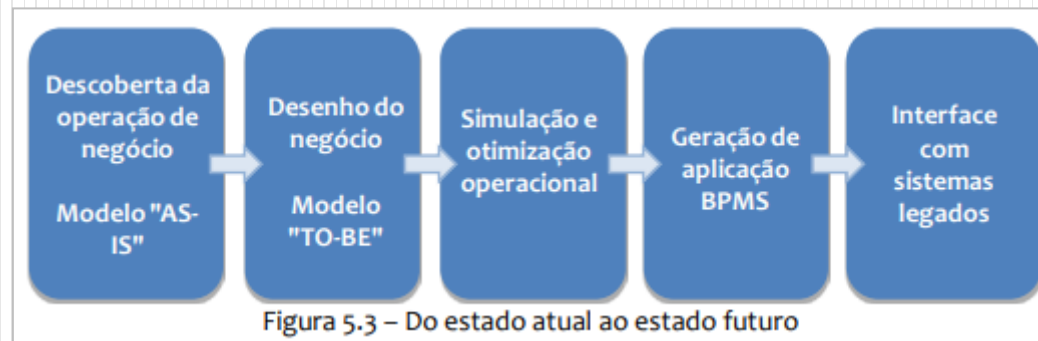 Descoberta da
operação de
negócio
Modelo "AS-
IS"
Desenho do
negócio
Modelo
"TO-BE"
Simulação e
otimização
operacional
Geração de
aplicação
BPMS
Interface
com
sistemas
legados
Figura 5.3 – Do estado atual ao estado futuro